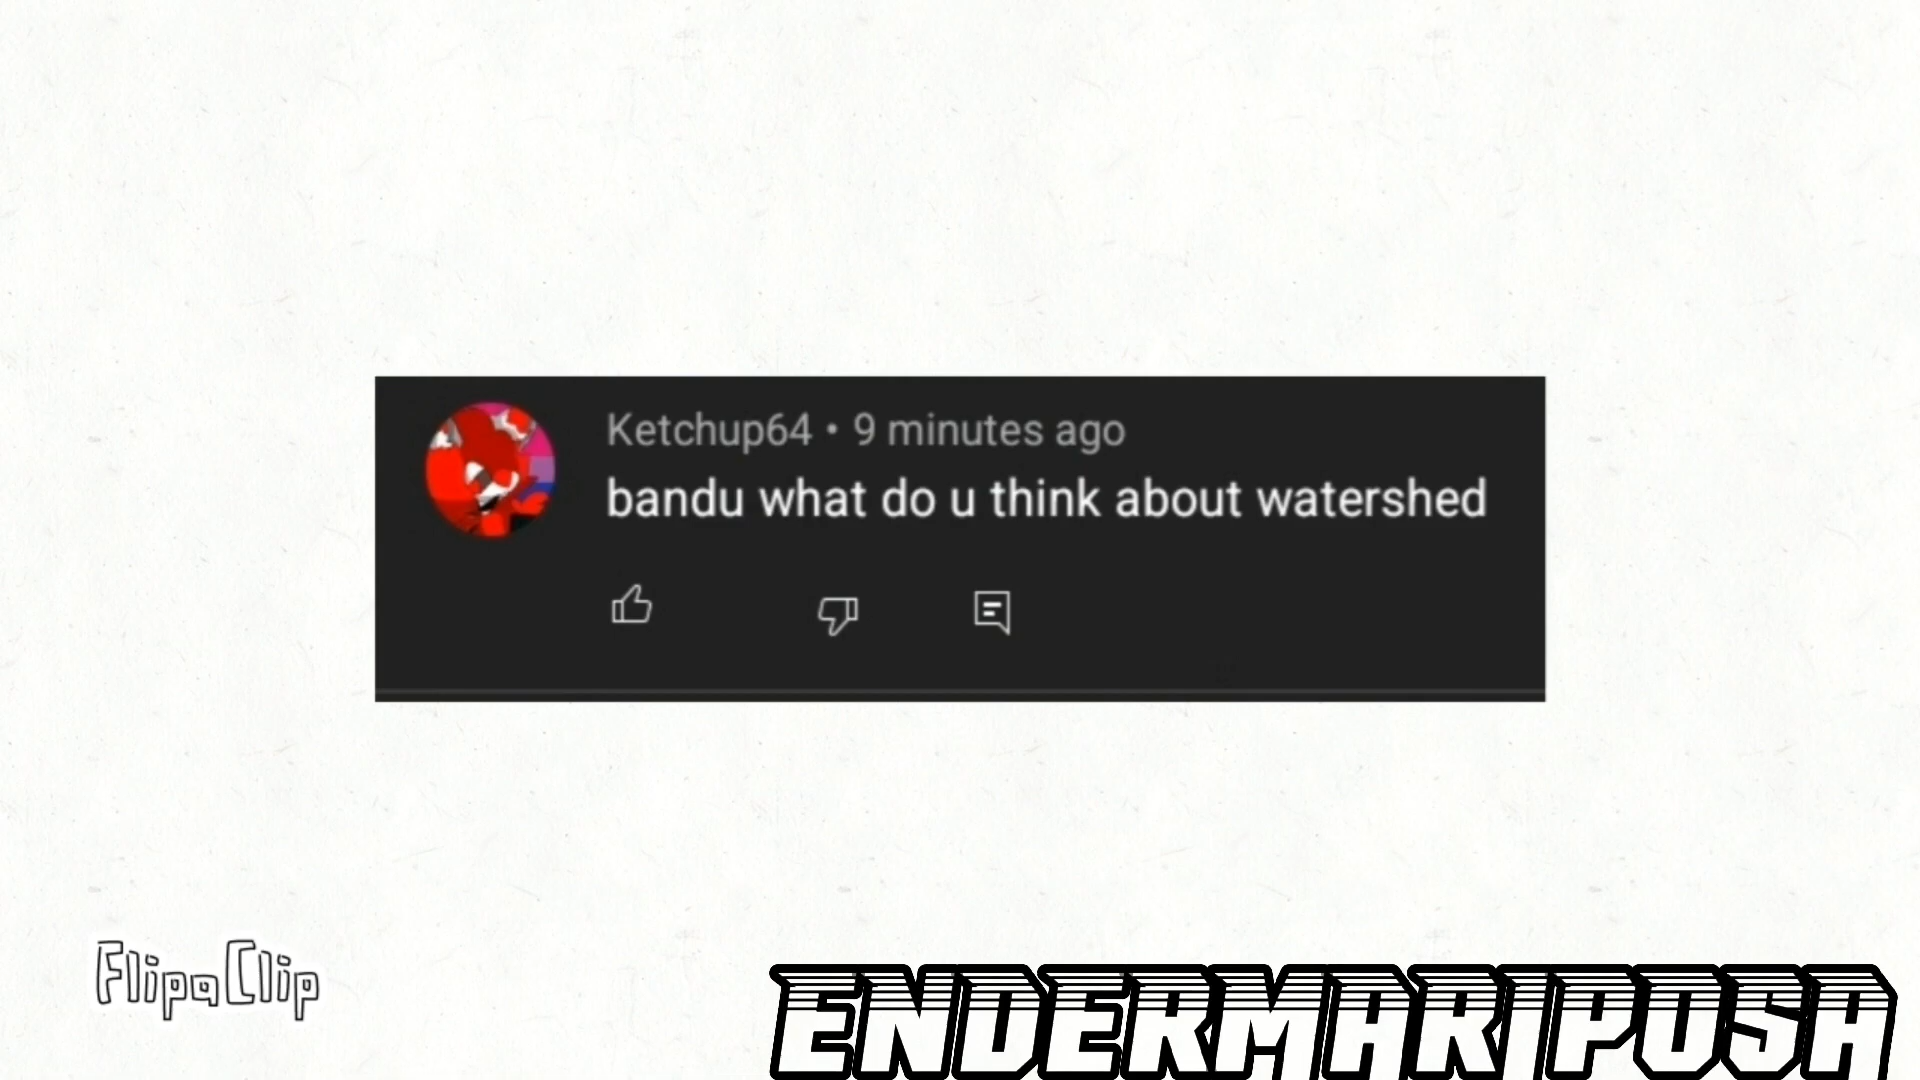 Ketchup64 • 9 minutes ago
bandu what do u think about watershed
FlipaClip
ENDERMARIPOSA